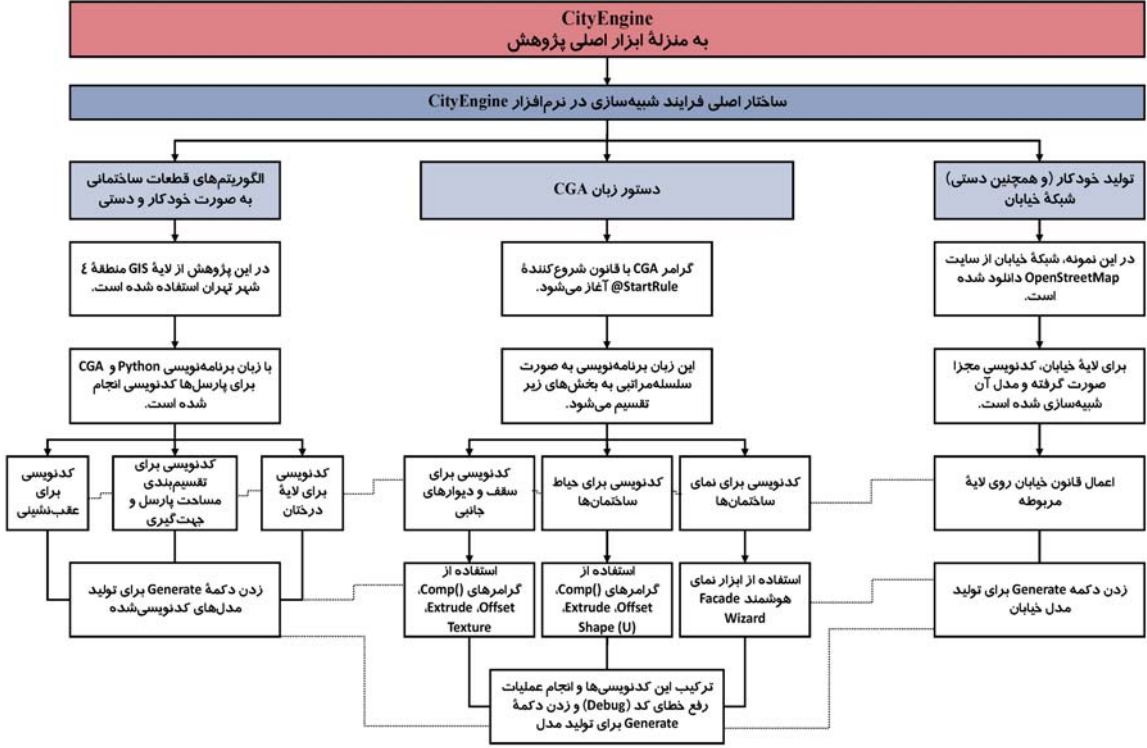 CityEngine
به منزلهٔ ابزار اصلی پژوهش
ساختار اصلی فرایند شبیه‌سازی در نرم‌افزار CityEngine
تولید خودکار (و همچنین دستی)
شبکهٔ خیابان
دستور زبان CGA
الگوریتم‌های قطعات ساختمانی
به صورت خودکار و دستی
در این نمونه، شبکهٔ خیابان از سایت
OpenStreetMap دانلود شده
است.
گرامر CGA با قانون شروع‌کنندهٔ
@StartRule آغاز می‌شود.
در این پژوهش از لایهٔ GIS منطقهٔ ٤
شهر تهران استفاده شده است.
برای لایهٔ خیابان، کدنویسی مجزا
صورت گرفته و مدل آن
شبیه‌سازی شده است.
این زبان برنامه‌نویسی به صورت
سلسله‌مراتبی به بخش‌های زیر
تقسیم می‌شود.
با زبان برنامه‌نویسی Python و CGA
برای پارسل‌ها کدنویسی انجام
شده است.
اعمال قانون خیابان روی لایهٔ
مربوطه
کدنویسی برای نمای
ساختمان‌ها
کدنویسی برای حیاط
ساختمان‌ها
کدنویسی برای
سقف و دیوارهای
جانبی
کدنویسی
برای لایهٔ
درختان
کدنویسی برای
تقسیم‌بندی
مساحت پارسل و
جهت‌گیری
کدنویسی
برای
عقب‌نشینی
زدن دکمه Generate برای تولید
مدل خیابان
استفاده از ابزار نمای
هوشمند Facade
Wizard
استفاده از
گرامرهای Comp()،
Extrude ،Offset،
Shape (U)
استفاده از
گرامرهای Comp()،
Extrude ،Offset،
Texture
زدن دکمهٔ Generate برای تولید
مدل‌های کدنویسی‌شده
ترکیب این کدنویسی‌ها و انجام عملیات
رفع خطای کد (Debug) و زدن دکمهٔ
Generate برای تولید مدل